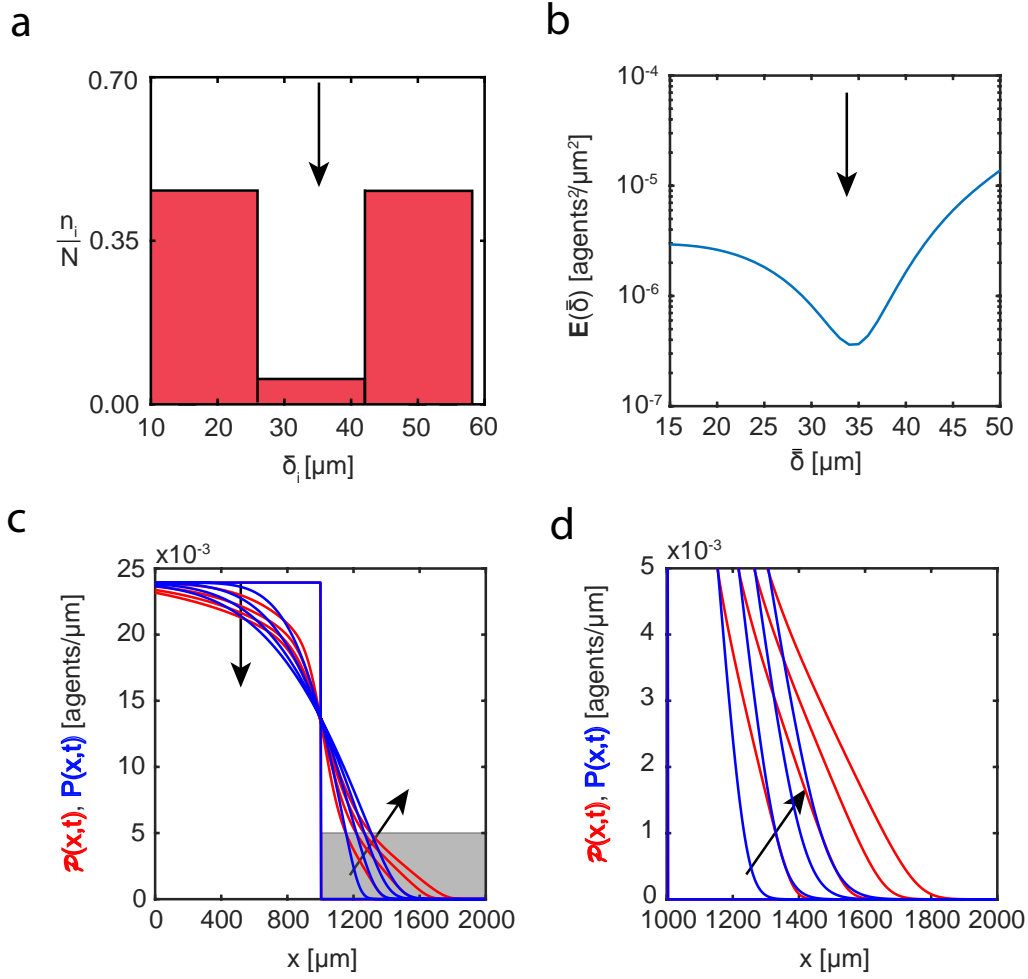 a
0.70
0.35
0.00
n_i
N
10 20 30 40 50 60
δ_i [μm]
b
10^-4
10^-5
10^-6
10^-7
E(δ̄) [agents²/μm²]
15 20 25 30 35 40 45 50
δ̄ [μm]
c
x10^-3
25
20
15
10
5
0
𝒫(x,t), P(x,t) [agents/μm]
0 400 800 1200 1600 2000
x [μm]
d
x10^-3
5
4
3
2
1
0
𝒫(x,t), P(x,t) [agents/μm]
1000 1200 1400 1600 1800 2000
x [μm]